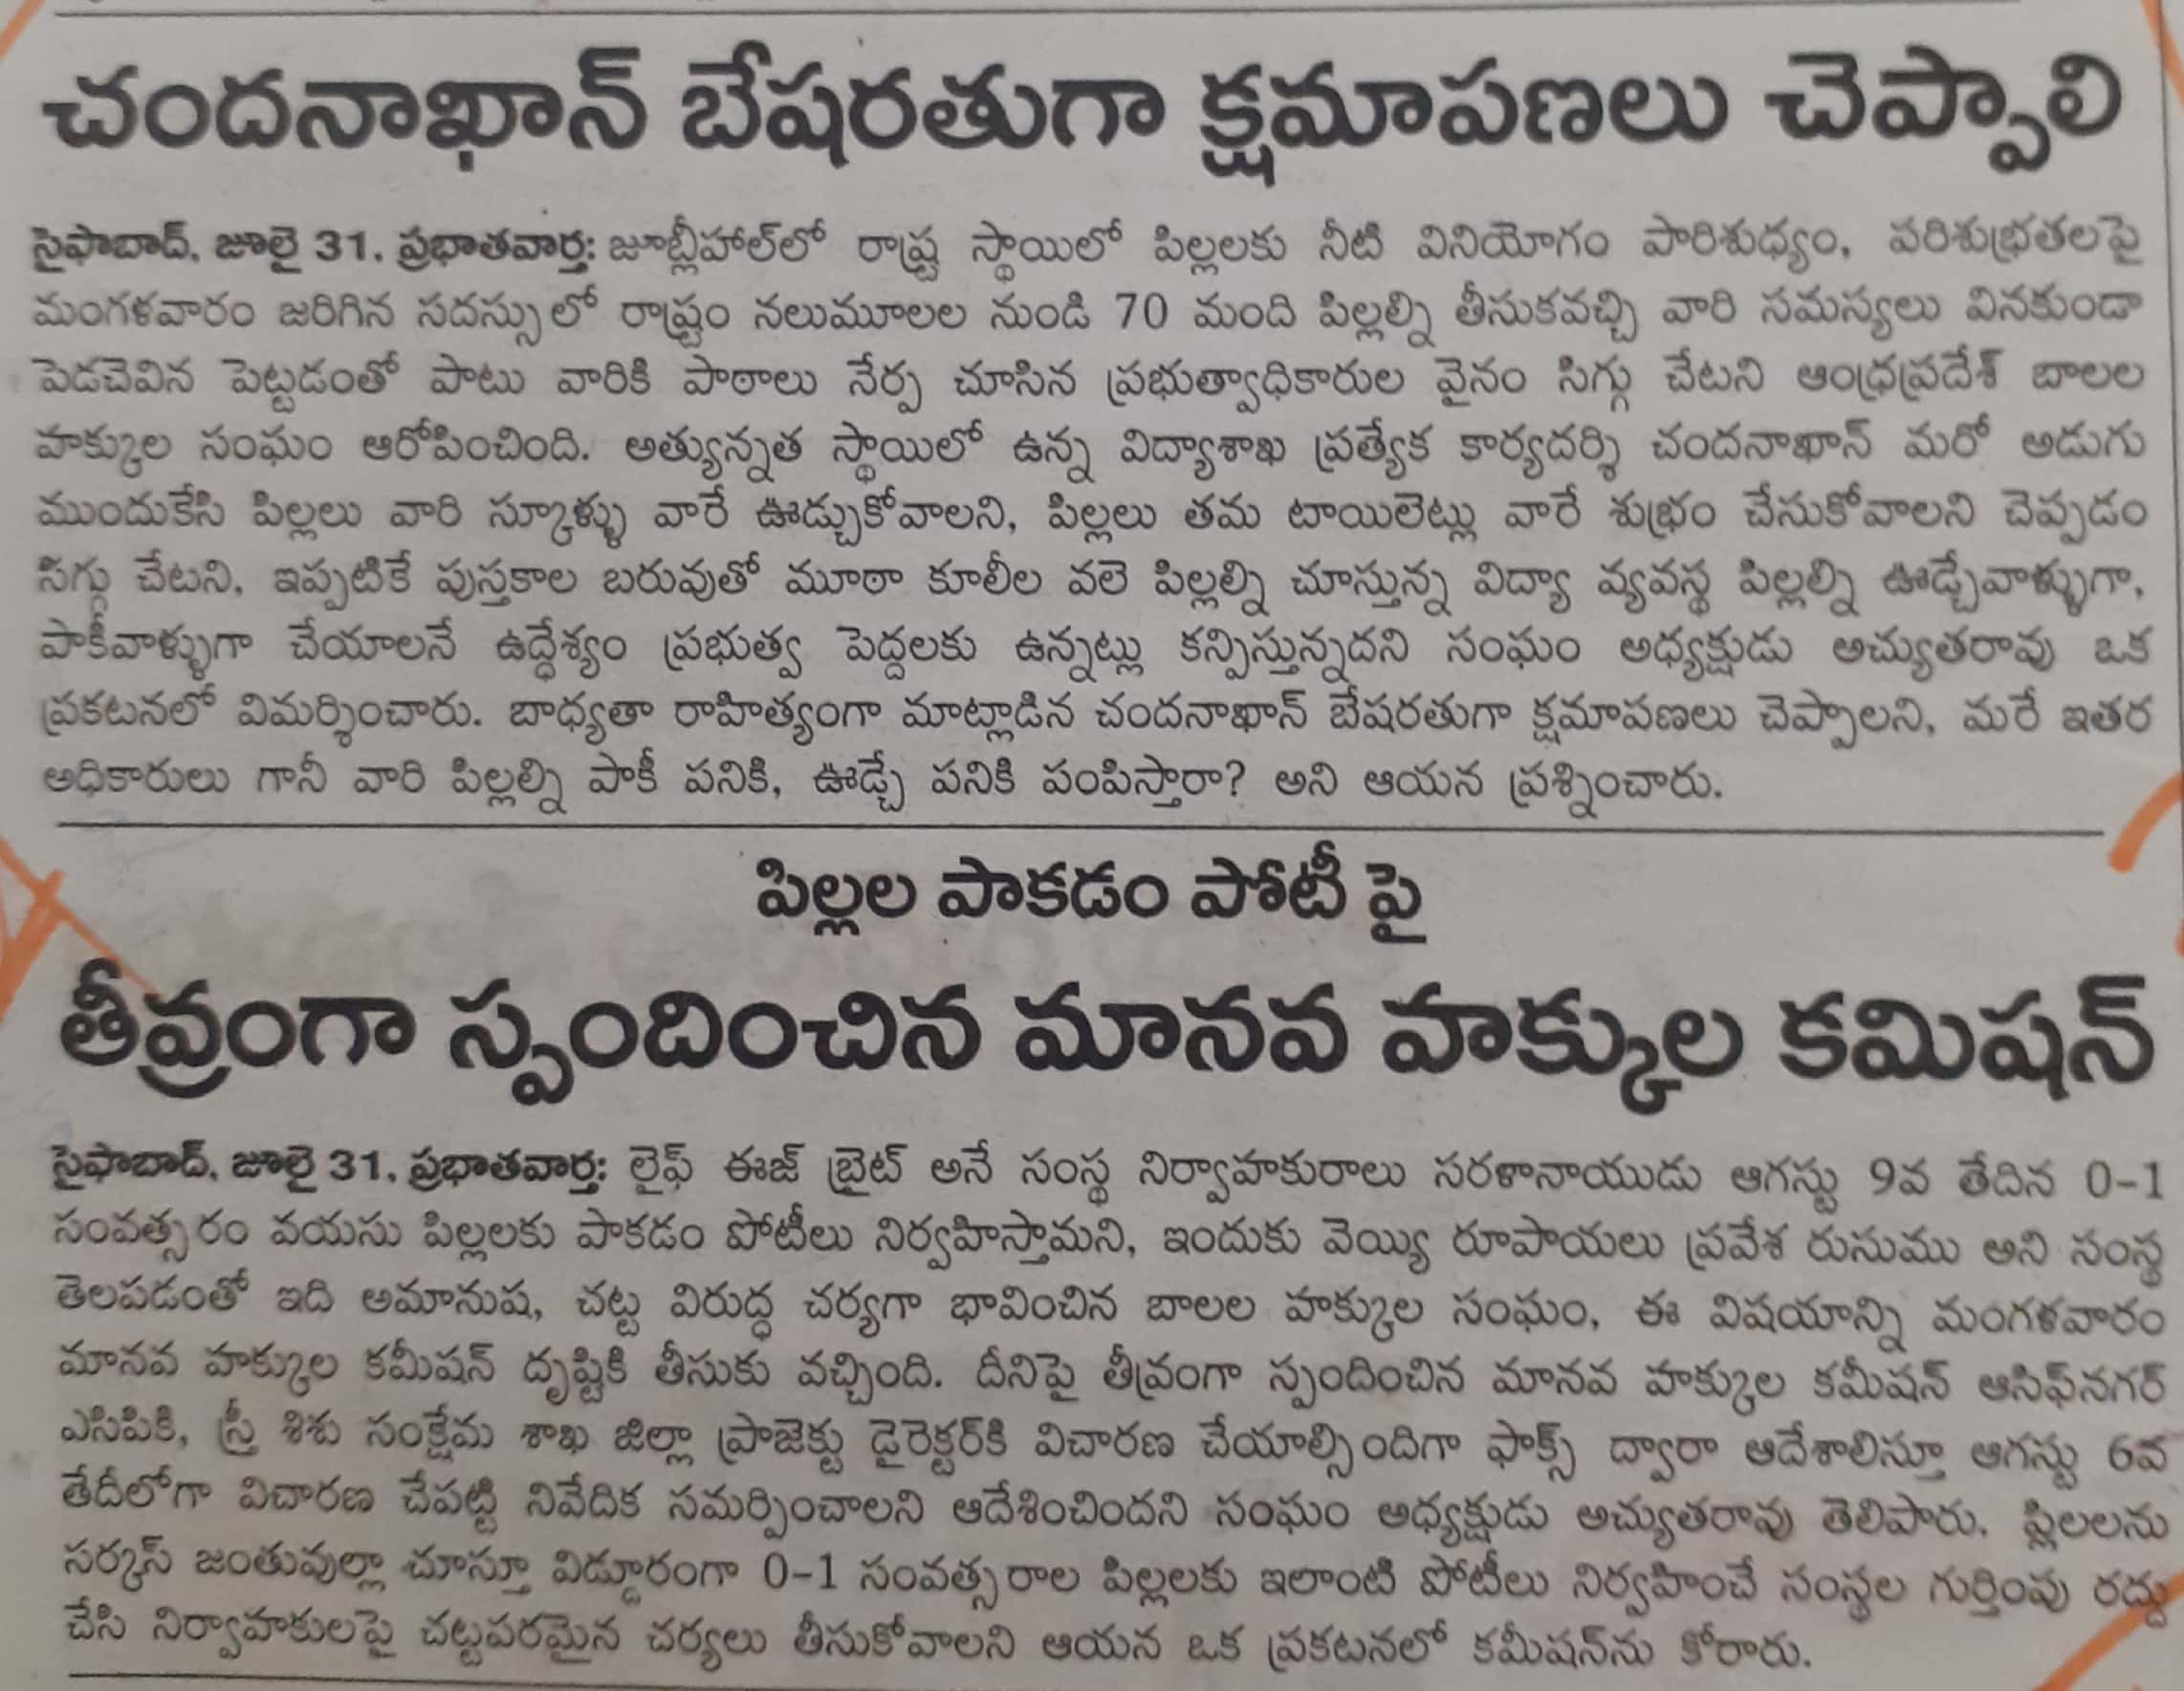 చందనాఖాన్ బేషరతుగా క్షమాపణలు చెప్పాలి
సైఫాబాద్, జూలై 31, ప్రభాతవార్త: జూబ్లీహాల్‌లో రాష్ట్ర స్థాయిలో పిల్లలకు నీటి వినియోగం పారిశుధ్యం, పరిశుభ్రతలపై
మంగళవారం జరిగిన సదస్సులో రాష్ట్రం నలుమూలల నుండి 70 మంది పిల్లల్ని తీసుకవచ్చి వారి సమస్యలు వినకుండా
పెడచెవిన పెట్టడంతో పాటు వారికి పాఠాలు నేర్ప చూసిన ప్రభుత్వాధికారుల వైనం సిగ్గు చేటని ఆంధ్రప్రదేశ్ బాలల
హక్కుల సంఘం ఆరోపించింది. అత్యున్నత స్థాయిలో ఉన్న విద్యాశాఖ ప్రత్యేక కార్యదర్శి చందనాఖాన్ మరో అడుగు
ముందుకేసి పిల్లలు వారి స్కూళ్ళు వారే ఊడ్చుకోవాలని, పిల్లలు తమ టాయిలెట్లు వారే శుభ్రం చేసుకోవాలని చెప్పడం
సిగ్గు చేటని, ఇప్పటికే పుస్తకాల బరువుతో మూఠా కూలీల వలె పిల్లల్ని చూస్తున్న విద్యా వ్యవస్థ పిల్లల్ని ఊడ్చేవాళ్ళుగా,
పాకీవాళ్ళుగా చేయాలనే ఉద్ధేశ్యం ప్రభుత్వ పెద్దలకు ఉన్నట్లు కన్పిస్తున్నదని సంఘం అధ్యక్షుడు అచ్యుతరావు ఒక
ప్రకటనలో విమర్శించారు. బాధ్యతా రాహిత్యంగా మాట్లాడిన చందనాఖాన్ బేషరతుగా క్షమాపణలు చెప్పాలని, మరే ఇతర
అధికారులు గానీ వారి పిల్లల్ని పాకీ పనికి, ఊడ్చే పనికి పంపిస్తారా? అని ఆయన ప్రశ్నించారు.
పిల్లల పాకడం పోటీ పై
తీవ్రంగా స్పందించిన మానవ హక్కుల కమిషన్
సైఫాబాద్, జూలై 31, ప్రభాతవార్త: లైఫ్ ఈజ్ బ్రైట్ అనే సంస్థ నిర్వాహకురాలు సరళానాయుడు ఆగస్టు 9వ తేదిన 0-1
సంవత్సరం వయసు పిల్లలకు పాకడం పోటీలు నిర్వహిస్తామని, ఇందుకు వెయ్యి రూపాయలు ప్రవేశ రుసుము అని సంస్థ
తెలపడంతో ఇది అమానుష, చట్ట విరుద్ధ చర్యగా భావించిన బాలల హక్కుల సంఘం, ఈ విషయాన్ని మంగళవారం
మానవ హక్కుల కమీషన్ దృష్టికి తీసుకు వచ్చింది. దీనిపై తీవ్రంగా స్పందించిన మానవ హక్కుల కమీషన్ ఆసిఫ్‌నగర్
ఎసిపికి, స్త్రీ శిశు సంక్షేమ శాఖ జిల్లా ప్రాజెక్టు డైరెక్టర్‌కి విచారణ చేయాల్సిందిగా ఫాక్స్ ద్వారా ఆదేశాలిస్తూ ఆగస్టు 6వ
తేదీలోగా విచారణ చేపట్టి నివేదిక సమర్పించాలని ఆదేశించిందని సంఘం అధ్యక్షుడు అచ్యుతరావు తెలిపారు. ప్లిలలను
సర్కస్ జంతువుల్లా చూస్తూ విడ్డూరంగా 0-1 సంవత్సరాల పిల్లలకు ఇలాంటి పోటీలు నిర్వహించే సంస్థల గుర్తింపు రద్దు
చేసి నిర్వాహకులపై చట్టపరమైన చర్యలు తీసుకోవాలని ఆయన ఒక ప్రకటనలో కమీషన్‌ను కోరారు.